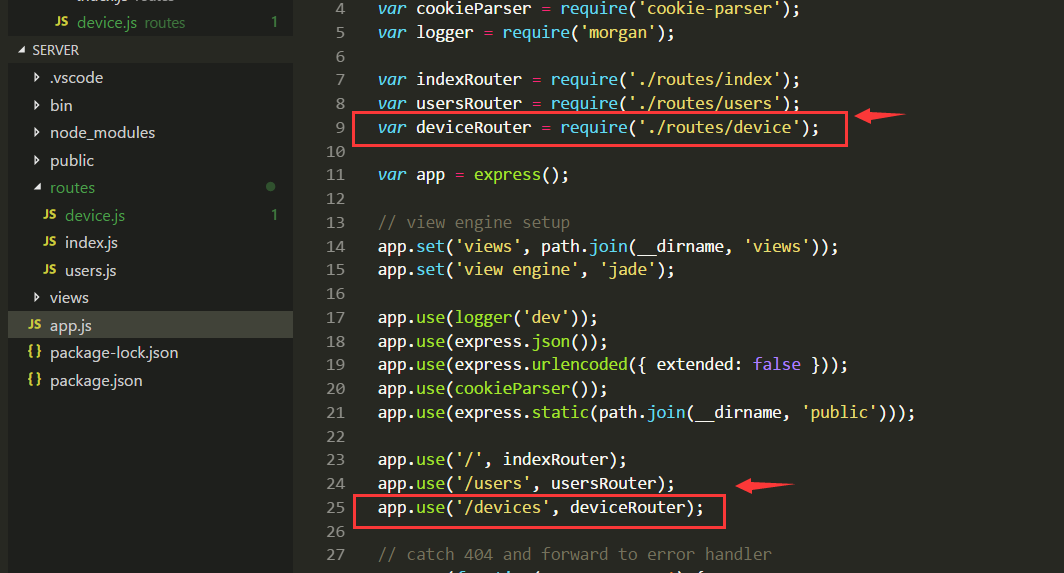 JS device.js routes 1
SERVER
.vscode
bin
node_modules
public
routes
JS device.js 1
JS index.js
JS users.js
views
JS app.js
{} package-lock.json
{} package.json
4 var cookieParser = require('cookie-parser');
5 var logger = require('morgan');
6
7 var indexRouter = require('./routes/index');
8 var usersRouter = require('./routes/users');
9 var deviceRouter = require('./routes/device');
10
11 var app = express();
12
13 // view engine setup
14 app.set('views', path.join(__dirname, 'views'));
15 app.set('view engine', 'jade');
16
17 app.use(logger('dev'));
18 app.use(express.json());
19 app.use(express.urlencoded({ extended: false }));
20 app.use(cookieParser());
21 app.use(express.static(path.join(__dirname, 'public')));
22
23 app.use('/', indexRouter);
24 app.use('/users', usersRouter);
25 app.use('/devices', deviceRouter);
26
27 // catch 404 and forward to error handler